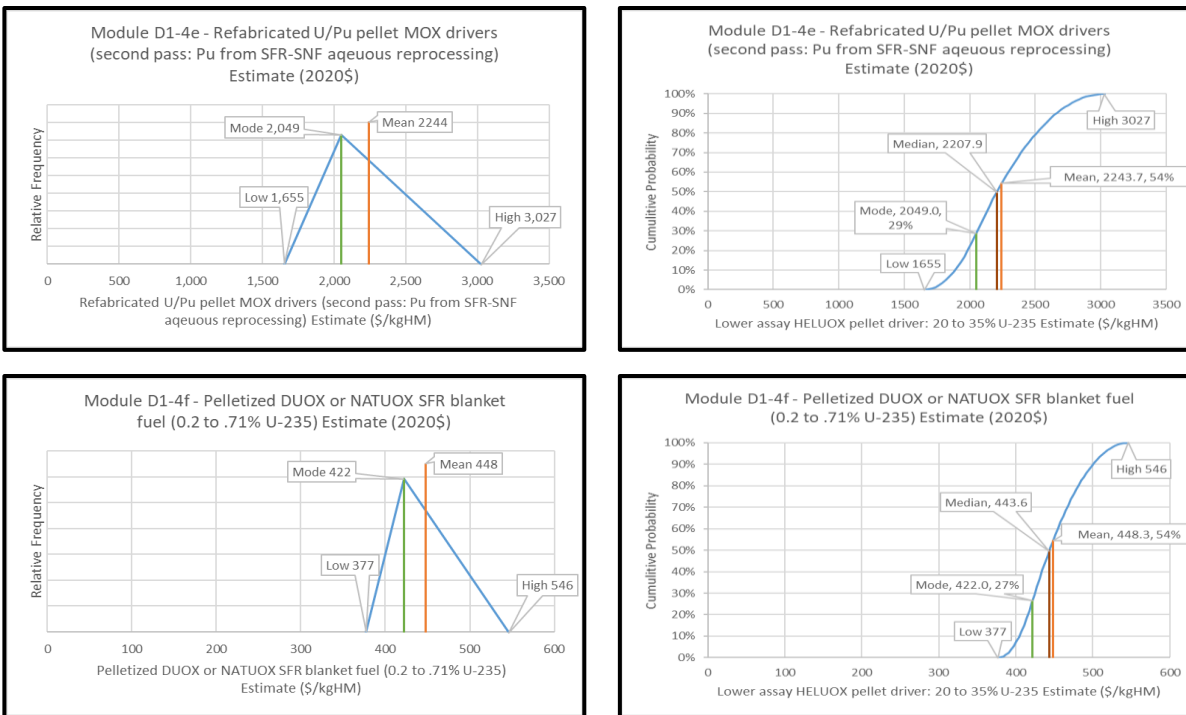 Module D1-4e - Refabricated U/Pu pellet MOX drivers
(second pass: Pu from SFR-SNF aqeuous reprocessing)
Estimate (2020$)
Relative Frequency
Mode 2,049
Mean 2244
Low 1,655
High 3,027
0 500 1,000 1,500 2,000 2,500 3,000 3,500
Refabricated U/Pu pellet MOX drivers (second pass: Pu from SFR-SNF
aqeuous reprocessing) Estimate ($/kgHM)
Module D1-4e - Refabricated U/Pu pellet MOX drivers
(second pass: Pu from SFR-SNF aqeuous reprocessing)
Estimate (2020$)
Cumulitive Probability
100%
90%
80%
70%
60%
50%
40%
30%
20%
10%
0%
High 3027
Median, 2207.9
Mean, 2243.7, 54%
Mode, 2049.0,
29%
Low 1655
0 500 1000 1500 2000 2500 3000 3500
Lower assay HELUOX pellet driver: 20 to 35% U-235 Estimate ($/kgHM)
Module D1-4f - Pelletized DUOX or NATUOX SFR blanket
fuel (0.2 to .71% U-235) Estimate (2020$)
Relative Frequency
Mode 422
Mean 448
Low 377
High 546
0 100 200 300 400 500 600
Pelletized DUOX or NATUOX SFR blanket fuel (0.2 to .71% U-235)
Estimate ($/kgHM)
Module D1-4f - Pelletized DUOX or NATUOX SFR blanket
fuel (0.2 to .71% U-235) Estimate (2020$)
Cumulitive Probability
100%
90%
80%
70%
60%
50%
40%
30%
20%
10%
0%
High 546
Median, 443.6
Mean, 448.3, 54%
Mode, 422.0, 27%
Low 377
0 100 200 300 400 500 600
Lower assay HELUOX pellet driver: 20 to 35% U-235 Estimate ($/kgHM)